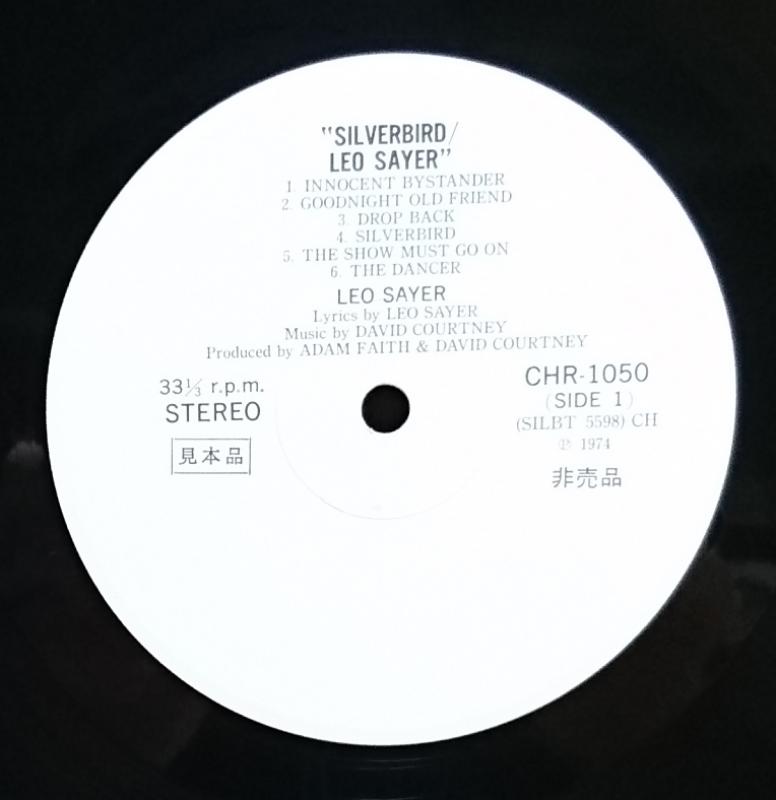 "SILVERBIRD/
LEO SAYER"
1. INNOCENT BYSTANDER
2. GOODNIGHT OLD FRIEND
3. DROP BACK
4. SILVERBIRD
5. THE SHOW MUST GO ON
6. THE DANCER
LEO SAYER
Lyrics by LEO SAYER
Music by DAVID COURTNEY
Produced by ADAM FAITH & DAVID COURTNEY
33⅓ r.p.m.
STEREO
見本品
CHR-1050
(SIDE 1)
(SILBT 5598) CH
℗ 1974
非売品